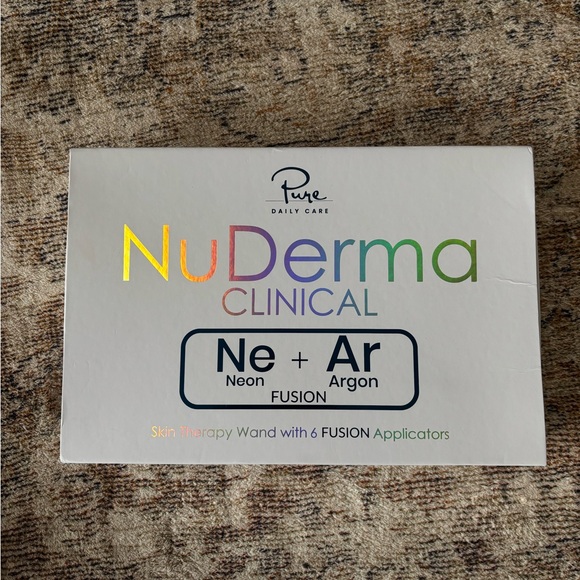 Pure
DAILY CARE
NuDerma
CLINICAL
Ne + Ar
Neon Argon
FUSION
Skin Therapy Wand with 6 FUSION Applicators